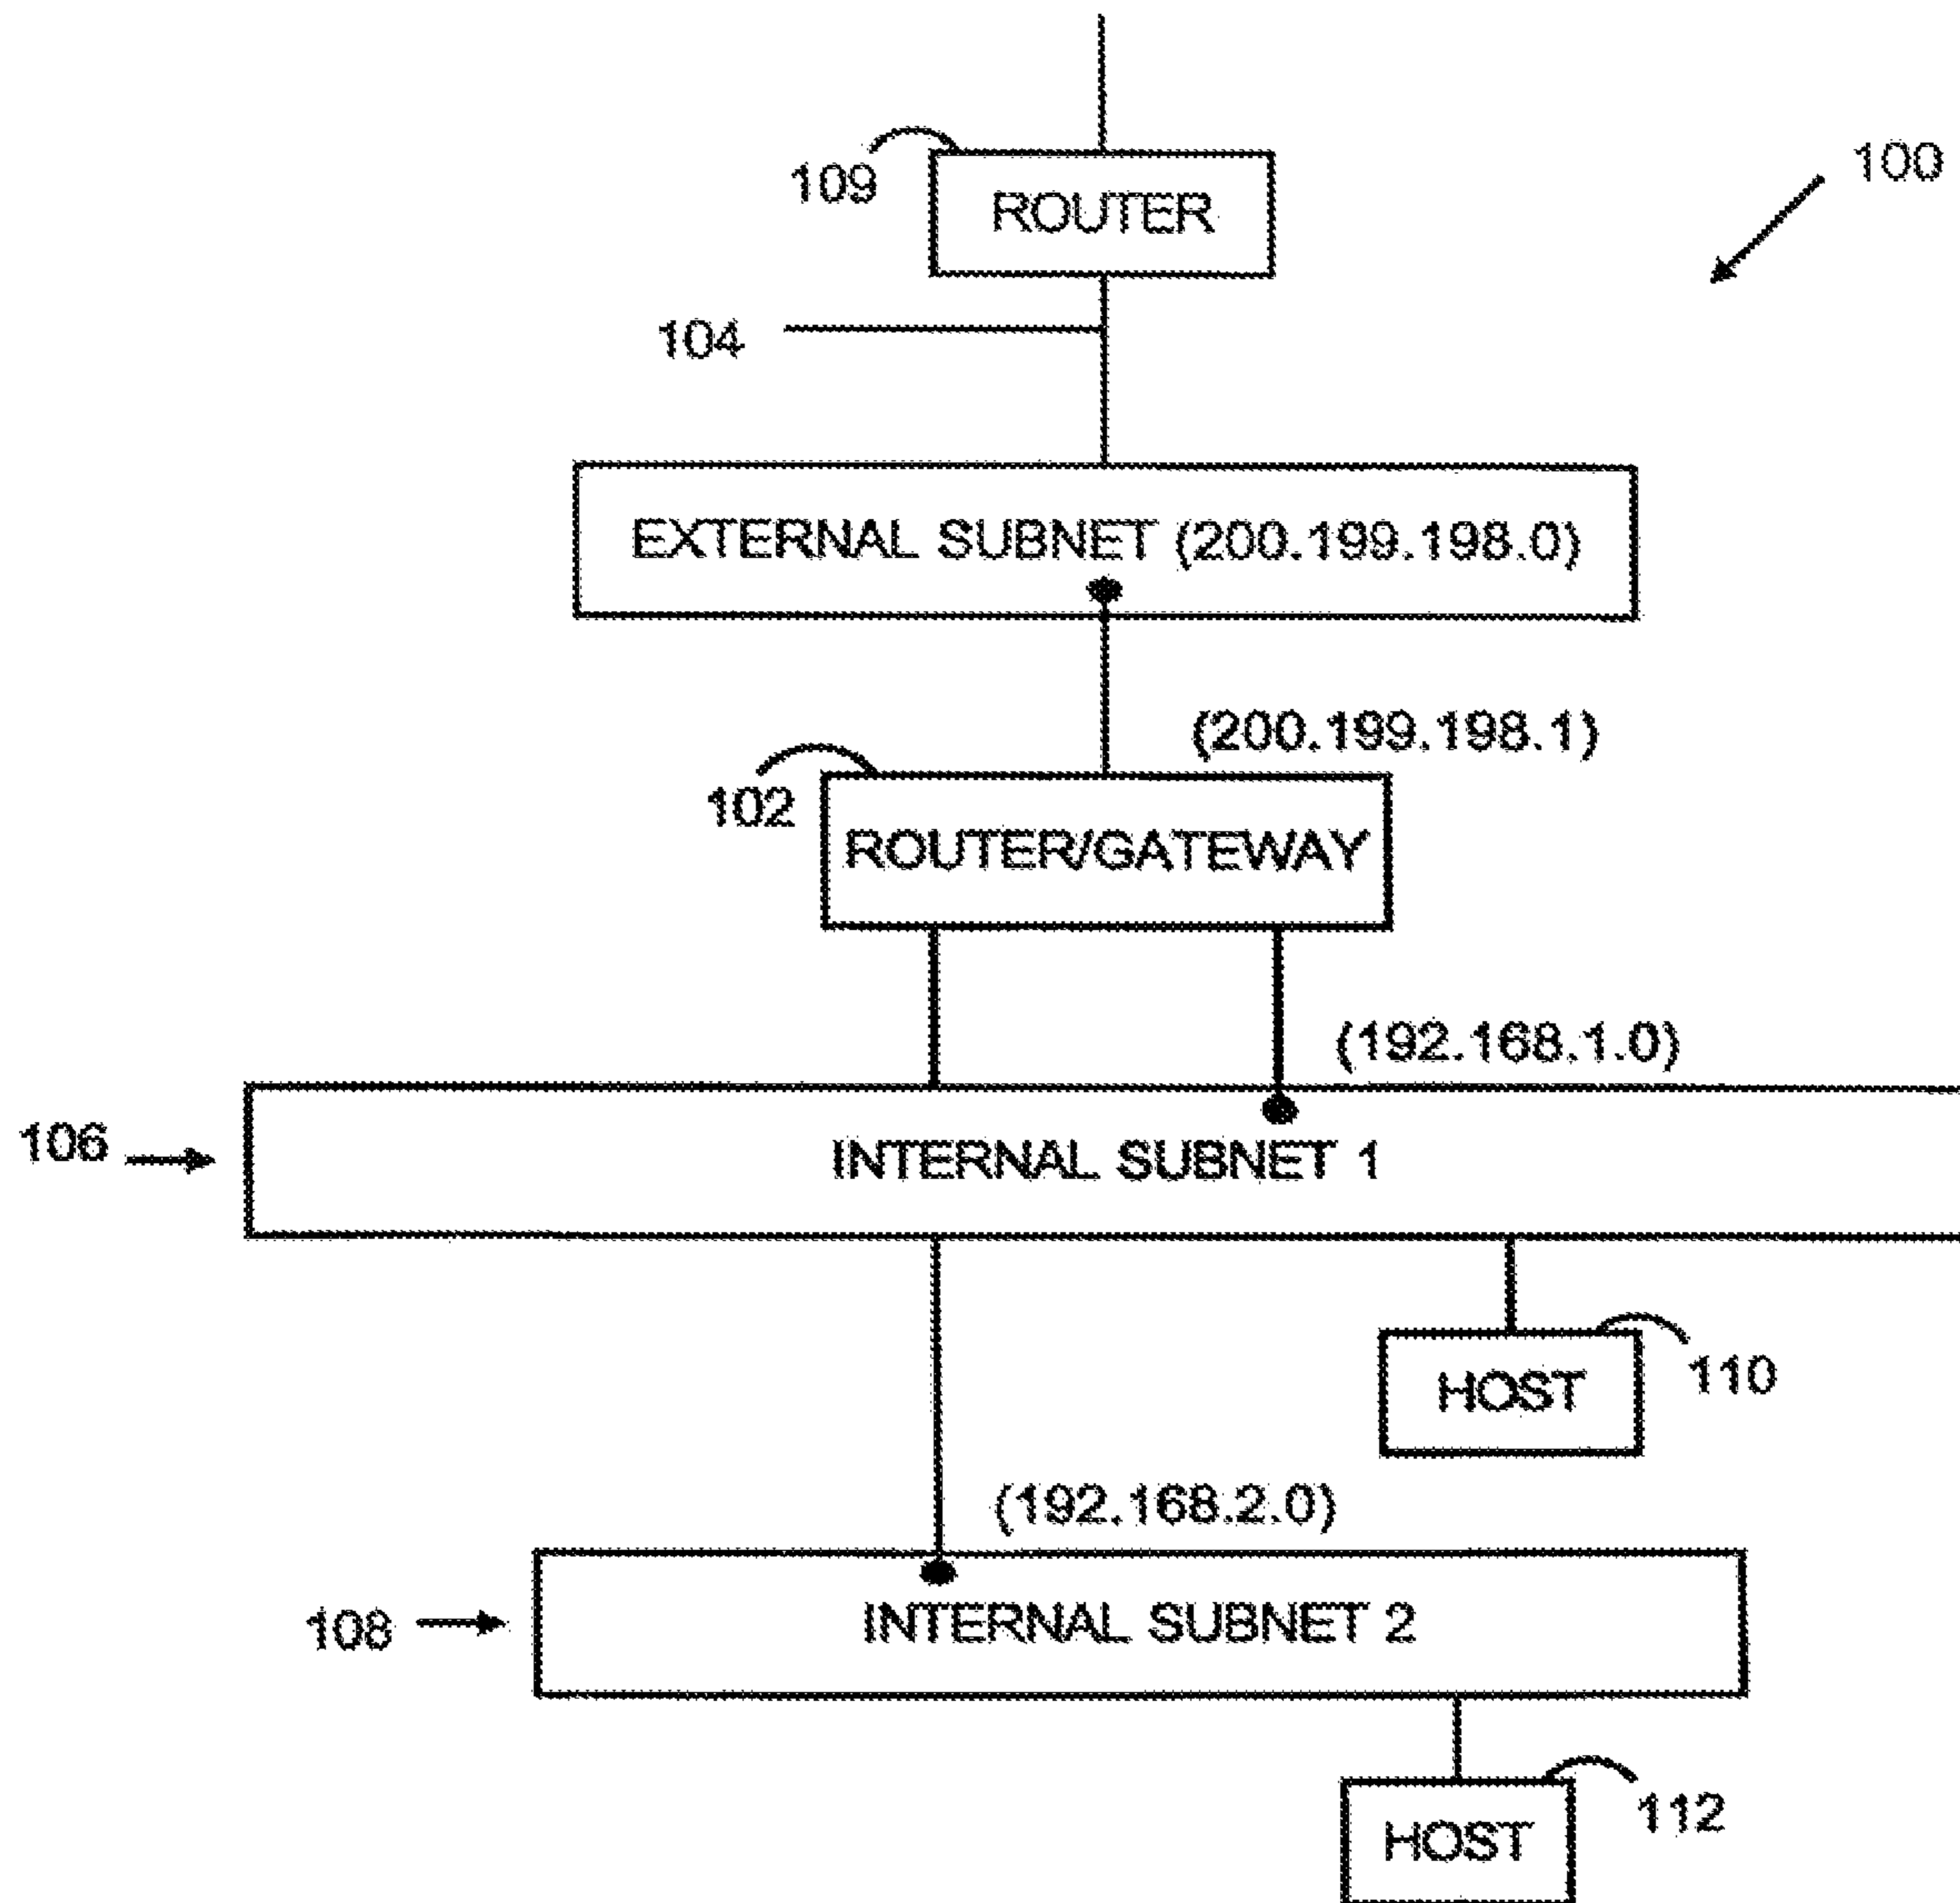 100
109
ROUTER
104
EXTERNAL SUBNET (200.199.198.0)
(200.199.198.1)
102
ROUTER/GATEWAY
(192.168.1.0)
106
INTERNAL SUBNET 1
110
HOST
(192.168.2.0)
108
INTERNAL SUBNET 2
112
HOST